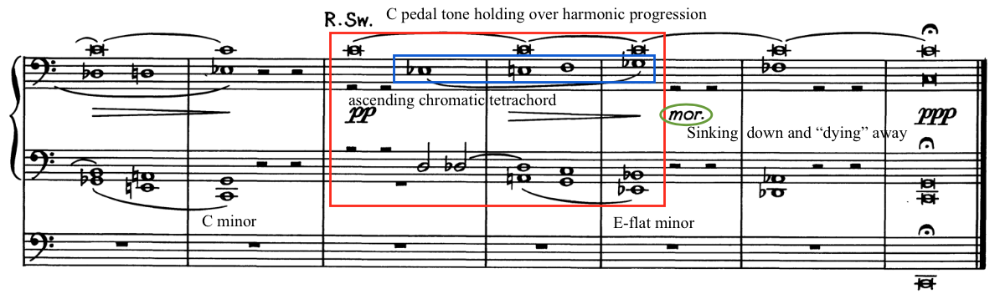 R.Sw. C pedal tone holding over harmonic progression
ascending chromatic tetrachord
pp mor. ppp
Sinking down and “dying” away
C minor E-flat minor